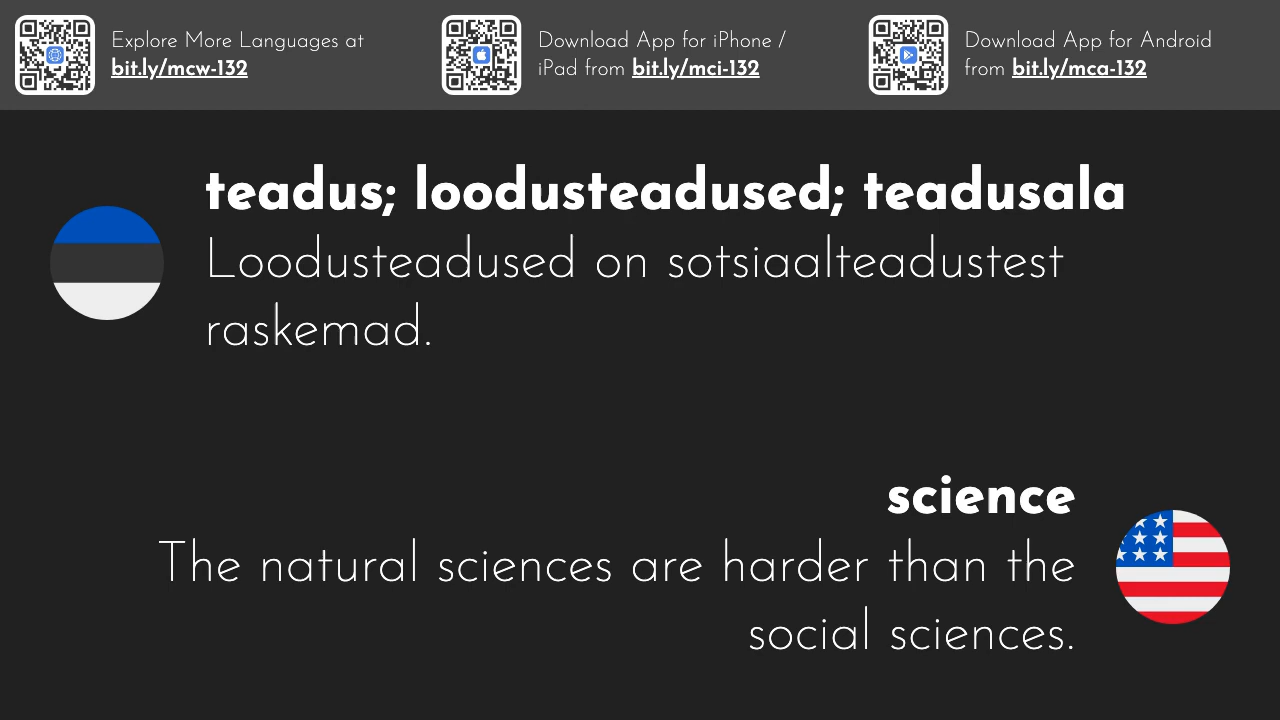 Explore More Languages at
bit.ly/mcw-132
Download App for iPhone /
iPad from bit.ly/mci-132
Download App for Android
from bit.ly/mca-132
teadus; loodusteadused; teadusala
Loodusteadused on sotsiaalteadustest
raskemad.
science
The natural sciences are harder than the
social sciences.